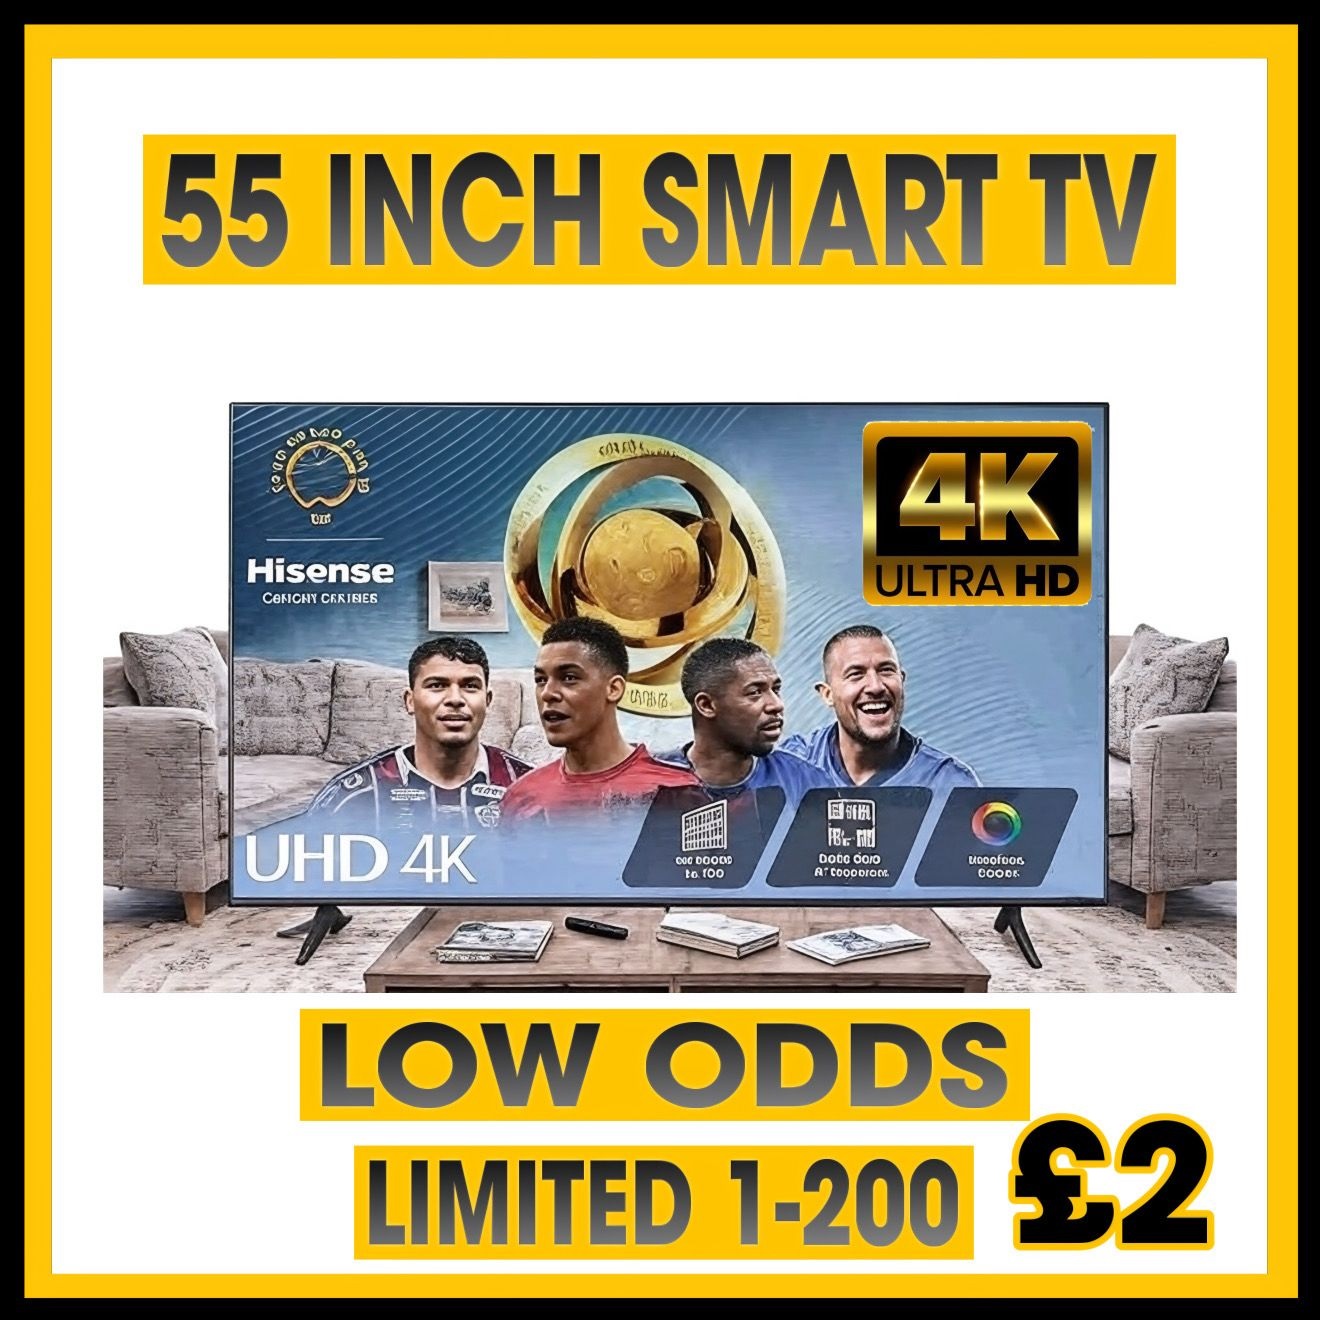 55 INCH SMART TV
4K
ULTRA HD
Hisense
UHD 4K
LOW ODDS
LIMITED 1-200
£2